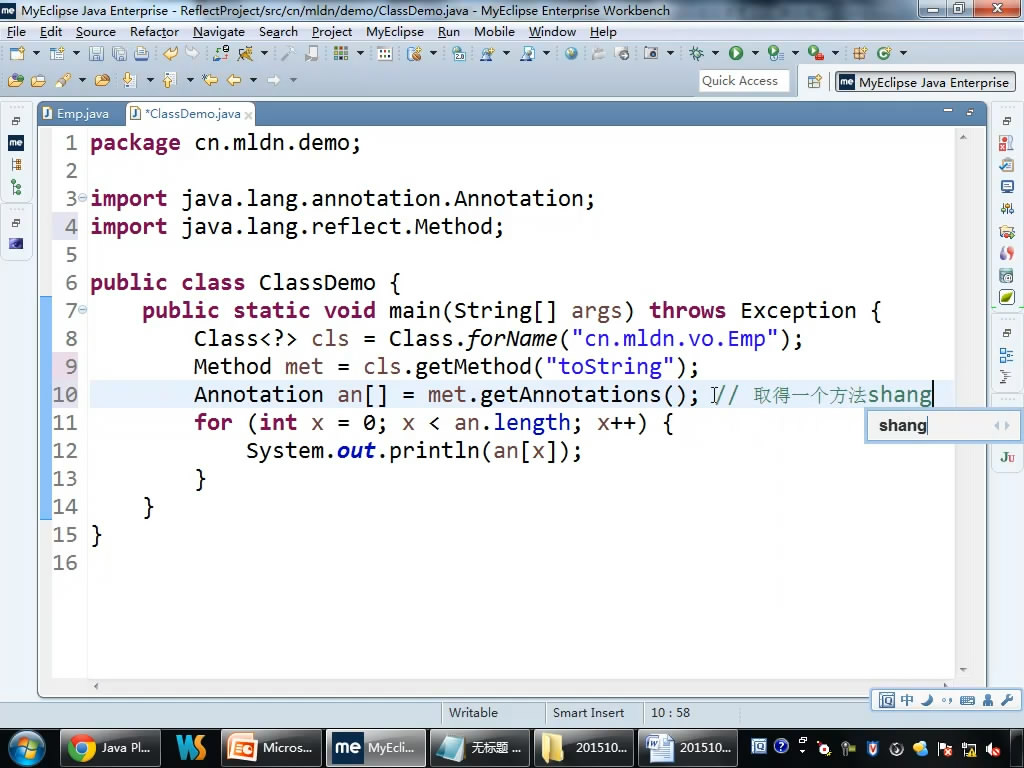 MyEclipse Java Enterprise - ReflectProject/src/cn/mldn/demo/ClassDemo.java - MyEclipse Enterprise Workbench
File Edit Source Refactor Navigate Search Project MyEclipse Run Mobile Window Help
Quick Access
MyEclipse Java Enterprise
Emp.java *ClassDemo.java
1 package cn.mldn.demo;
2
3 import java.lang.annotation.Annotation;
4 import java.lang.reflect.Method;
5
6 public class ClassDemo {
7 public static void main(String[] args) throws Exception {
8 Class<?> cls = Class.forName("cn.mldn.vo.Emp");
9 Method met = cls.getMethod("toString");
10 Annotation an[] = met.getAnnotations(); // 取得一个方法shang
shang
11 for (int x = 0; x < an.length; x++) {
12 System.out.println(an[x]);
13 }
14 }
15 }
16
Writable Smart Insert 10 : 58
中
Java Pl... Micros... MyEcli... 无标题 ... 201510... 201510...